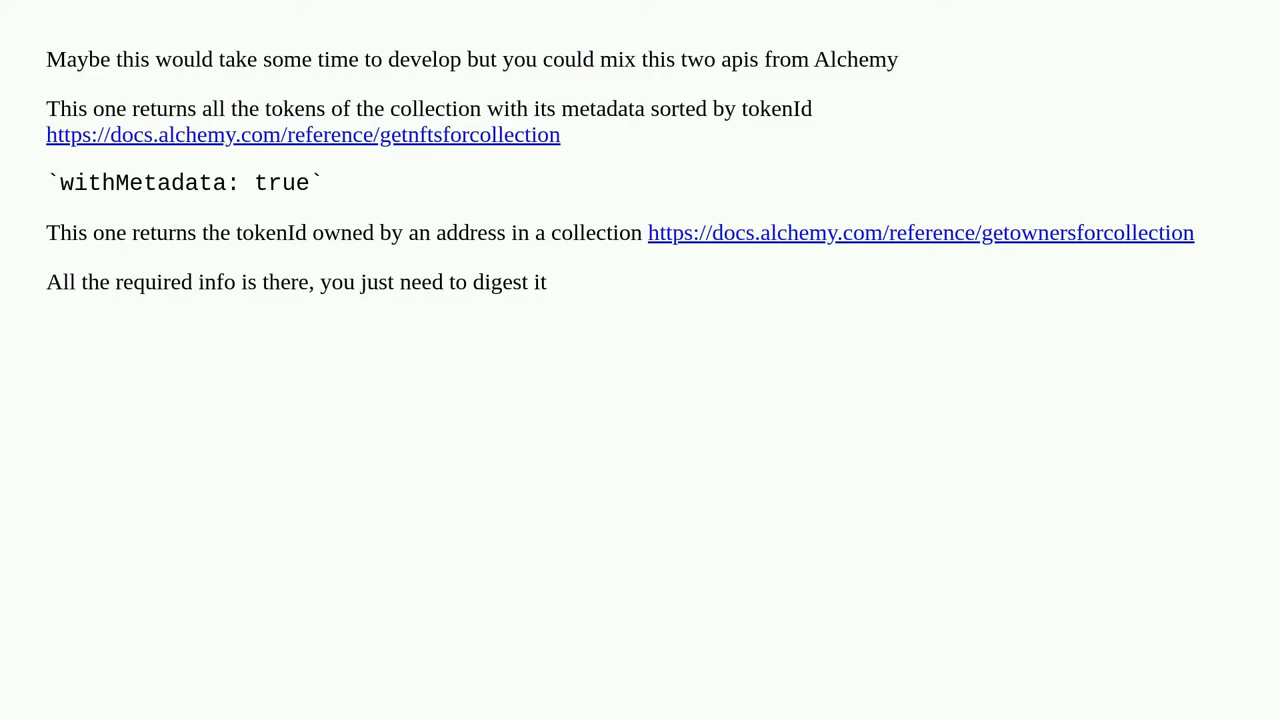 Maybe this would take some time to develop but you could mix this two apis from Alchemy
This one returns all the tokens of the collection with its metadata sorted by tokenId
https://docs.alchemy.com/reference/getnftsforcollection
`withMetadata: true`
This one returns the tokenId owned by an address in a collection https://docs.alchemy.com/reference/getownersforcollection
All the required info is there, you just need to digest it